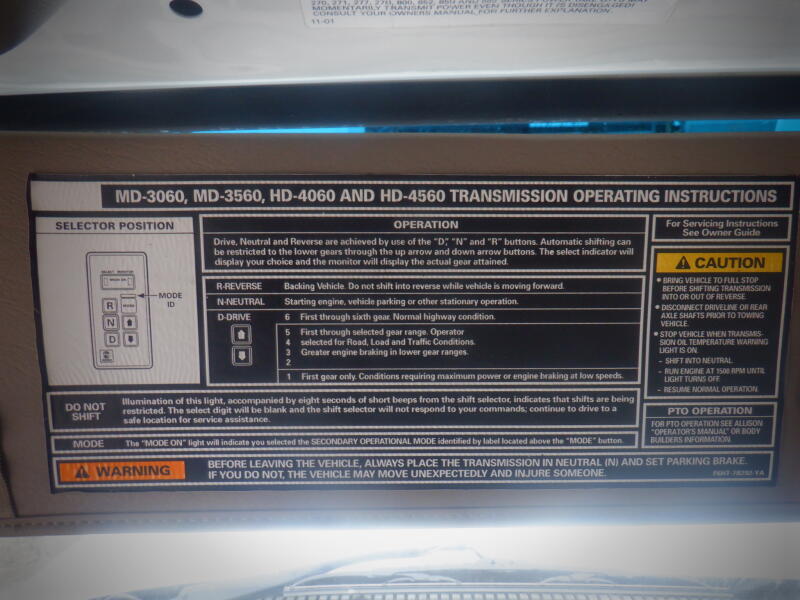 270, 271, 277, 278, 800, 852, 859 AND
MOMENTARILY TRANSMIT POWER EVEN THOUGH IT IS DISENGAGED!
CONSULT YOUR OWNERS MANUAL FOR FURTHER EXPLANATION.
11-01
MD-3060, MD-3560, HD-4060 AND HD-4560 TRANSMISSION OPERATING INSTRUCTIONS
SELECTOR POSITION
SELECT MONITOR
MODE ON
MODE
R
N
D
MODE
ID
OPERATION
Drive, Neutral and Reverse are achieved by use of the "D", "N" and "R" buttons. Automatic shifting can
be restricted to the lower gears through the up arrow and down arrow buttons. The select indicator will
display your choice and the monitor will display the actual gear attained.
R-REVERSE Backing Vehicle. Do not shift into reverse while vehicle is moving forward.
N-NEUTRAL Starting engine, vehicle parking or other stationary operation.
D-DRIVE 6 First through sixth gear. Normal highway condition.
5 First through selected gear range. Operator
4 selected for Road, Load and Traffic Conditions.
3 Greater engine braking in lower gear ranges.
2
1 First gear only. Conditions requiring maximum power or engine braking at low speeds.
For Servicing Instructions
See Owner Guide
CAUTION
• BRING VEHICLE TO FULL STOP
BEFORE SHIFTING TRANSMISSION
INTO OR OUT OF REVERSE.
• DISCONNECT DRIVELINE OR REAR
AXLE SHAFTS PRIOR TO TOWING
VEHICLE.
• STOP VEHICLE WHEN TRANSMIS-
SION OIL TEMPERATURE WARNING
LIGHT IS ON.
– SHIFT INTO NEUTRAL
– RUN ENGINE AT 1500 RPM UNTIL
LIGHT TURNS OFF.
– RESUME NORMAL OPERATION.
DO NOT
SHIFT
Illumination of this light, accompanied by eight seconds of short beeps from the shift selector, indicates that shifts are being
restricted. The select digit will be blank and the shift selector will not respond to your commands; continue to drive to a
safe location for service assistance.
PTO OPERATION
FOR PTO OPERATION SEE ALLISON
"OPERATOR'S MANUAL" OR BODY
BUILDERS INFORMATION.
MODE The "MODE ON" light will indicate you selected the SECONDARY OPERATIONAL MODE identified by label located above the "MODE" button.
WARNING
BEFORE LEAVING THE VEHICLE, ALWAYS PLACE THE TRANSMISSION IN NEUTRAL (N) AND SET PARKING BRAKE.
IF YOU DO NOT, THE VEHICLE MAY MOVE UNEXPECTEDLY AND INJURE SOMEONE.
F6HT-7B292-YA